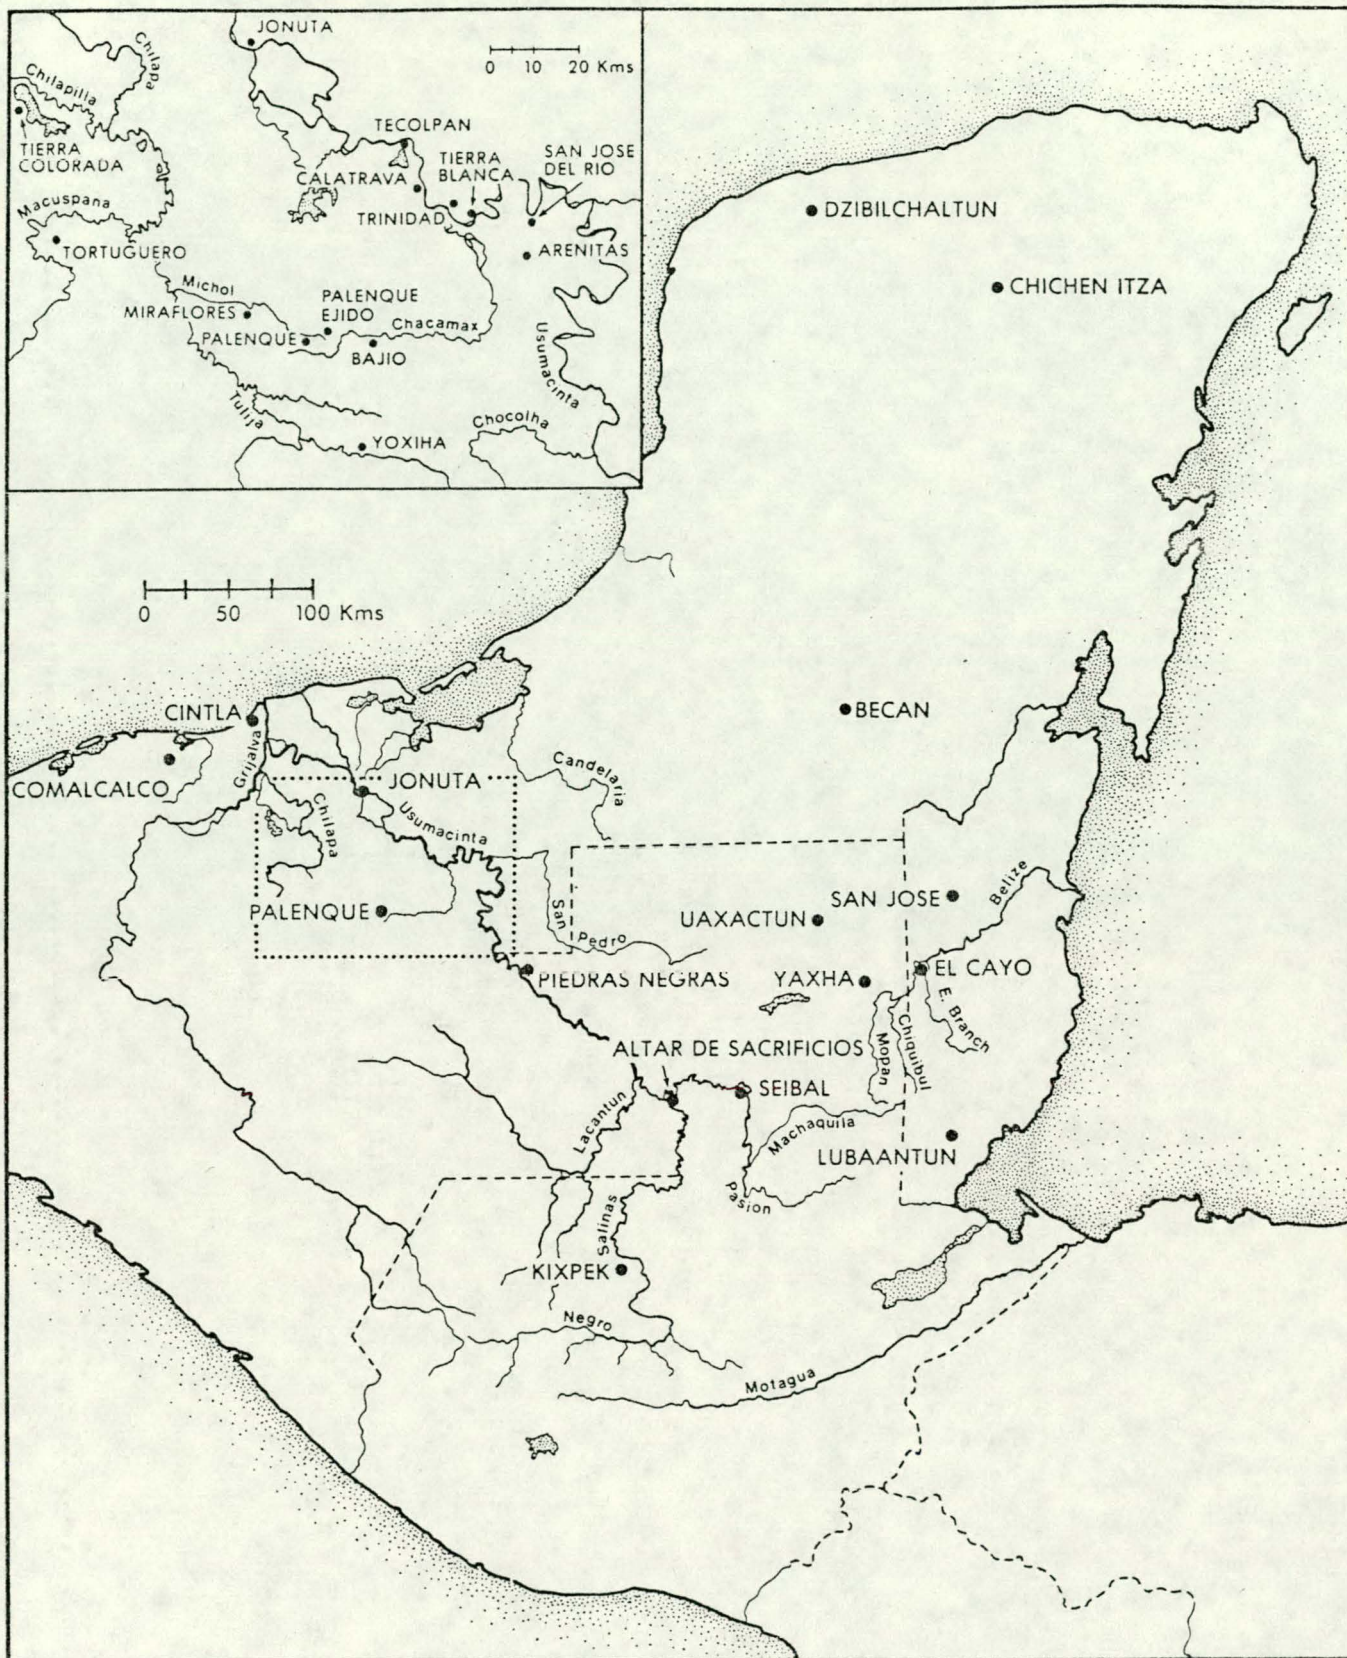 JONUTA
0 10 20 Kms
Chilapa
Chilapilla
TIERRA
COLORADA
TECOLPAN
CALATRAVA
TIERRA
BLANCA
SAN JOSE
DEL RIO
TRINIDAD
ARENITAS
Macuspana
TORTUGUERO
Michol
MIRAFLORES
PALENQUE
EJIDO
PALENQUE
BAJIO
Chacamax
Usumacinta
Tulija
YOXIHA
Chocolha
DZIBILCHALTUN
CHICHEN ITZA
0 50 100 Kms
CINTLA
COMALCALCO
Grijalva
JONUTA
Chilapa
Usumacinta
PALENQUE
Candelaria
BECAN
San
Pedro
UAXACTUN
SAN JOSE
Belize
PIEDRAS NEGRAS
YAXHA
EL CAYO
E. Branch
Chiquibul
Mopan
ALTAR DE SACRIFICIOS
SEIBAL
Lacantun
Machaquila
LUBAANTUN
Pasion
Salinas
KIXPEK
Negro
Motagua